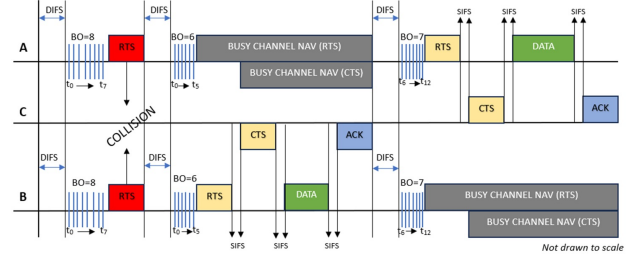 DIFS
DIFS
DIFS
SIFS
SIFS
SIFS
BO=8
BO=6
BO=7
A
RTS
BUSY CHANNEL NAV (RTS)
RTS
DATA
BUSY CHANNEL NAV (CTS)
t0
t7
t0
t5
t6
t12
C
COLLISION
CTS
ACK
CTS
ACK
DIFS
DIFS
DIFS
BO=8
BO=6
BO=7
B
RTS
RTS
DATA
BUSY CHANNEL NAV (RTS)
BUSY CHANNEL NAV (CTS)
t0
t7
t0
t5
t6
t12
SIFS
SIFS
SIFS
Not drawn to scale